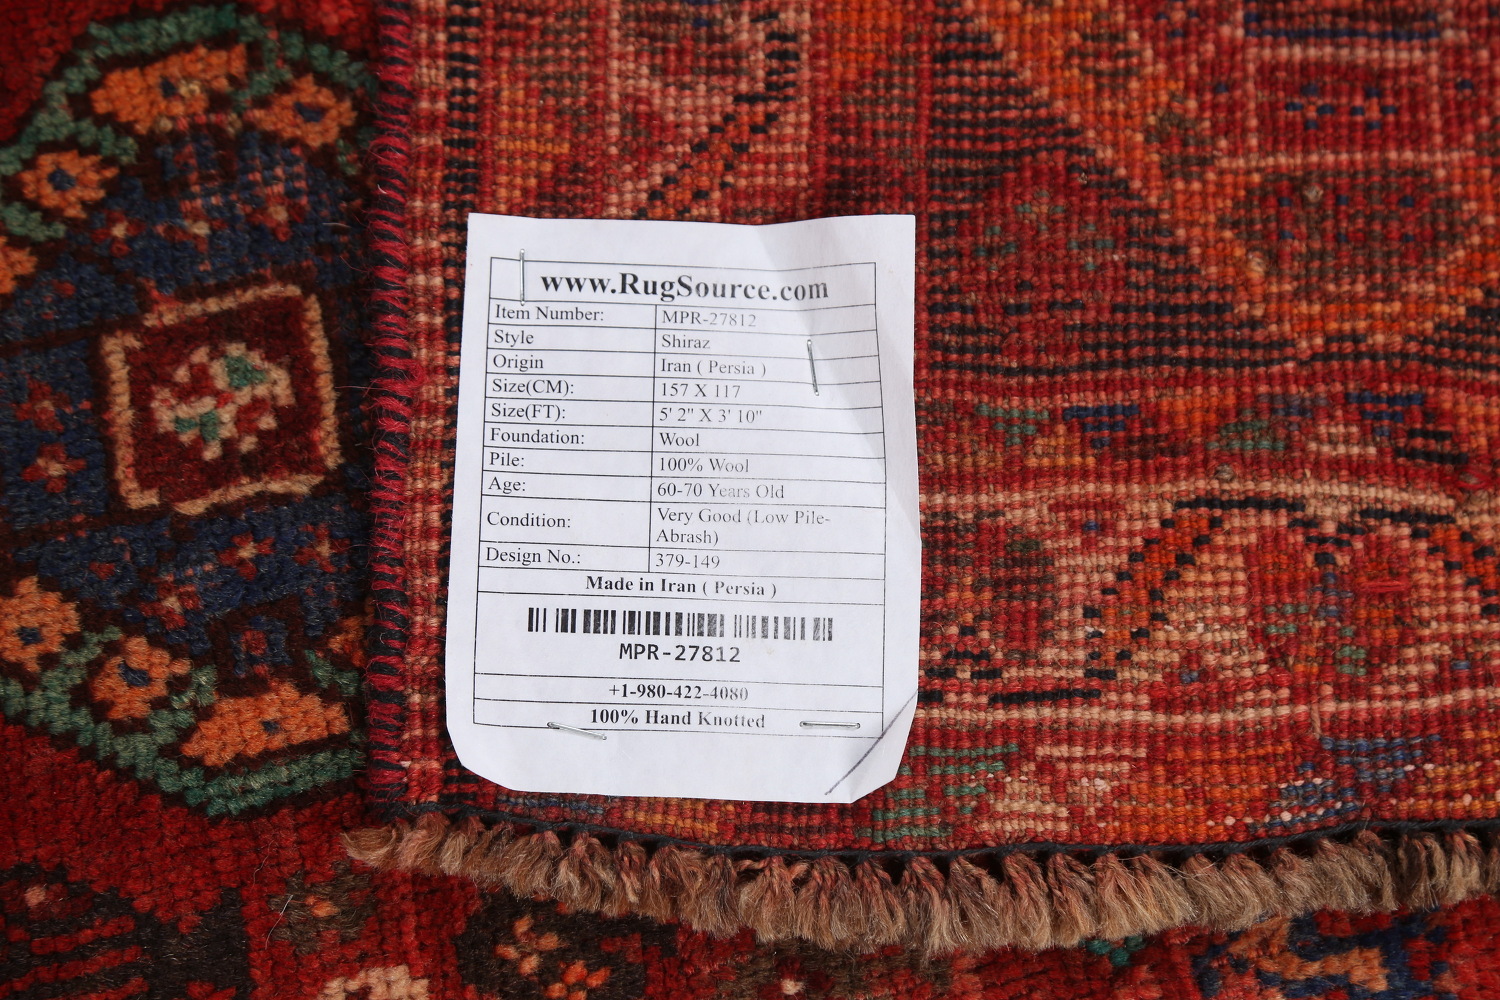 www.RugSource.com
Item Number: MPR-27812
Style Shiraz
Origin Iran ( Persia )
Size(CM): 157 X 117
Size(FT): 5' 2" X 3' 10"
Foundation: Wool
Pile: 100% Wool
Age: 60-70 Years Old
Condition: Very Good (Low Pile-
Abrash)
Design No.: 379-149
Made in Iran ( Persia )
MPR-27812
+1-980-422-4080
100% Hand Knotted